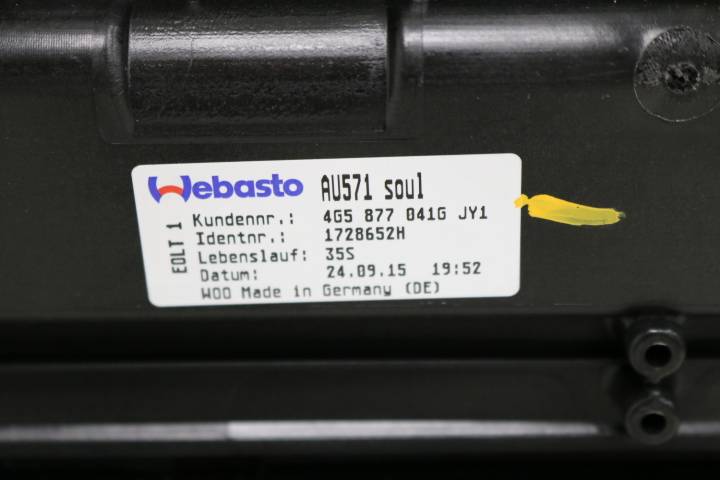 Webasto AU571 soul
EOLT 1
Kundennr.: 4G5 877 041G JY1
Identnr.: 1728652H
Lebenslauf: 35S
Datum: 24.09.15 19:52
WOO Made in Germany (DE)